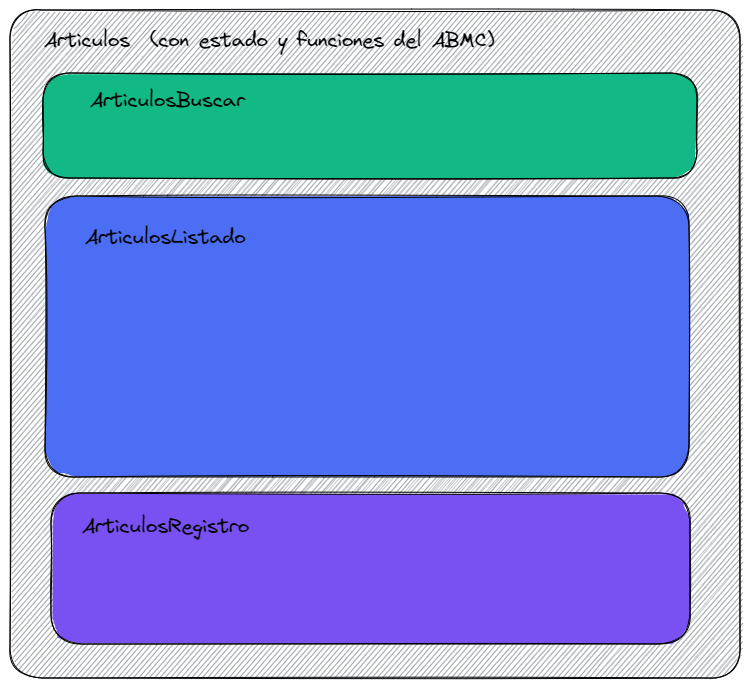 Articulos (con estado y funciones del ABMC)
ArticulosBuscar
ArticulosListado
ArticulosRegistro